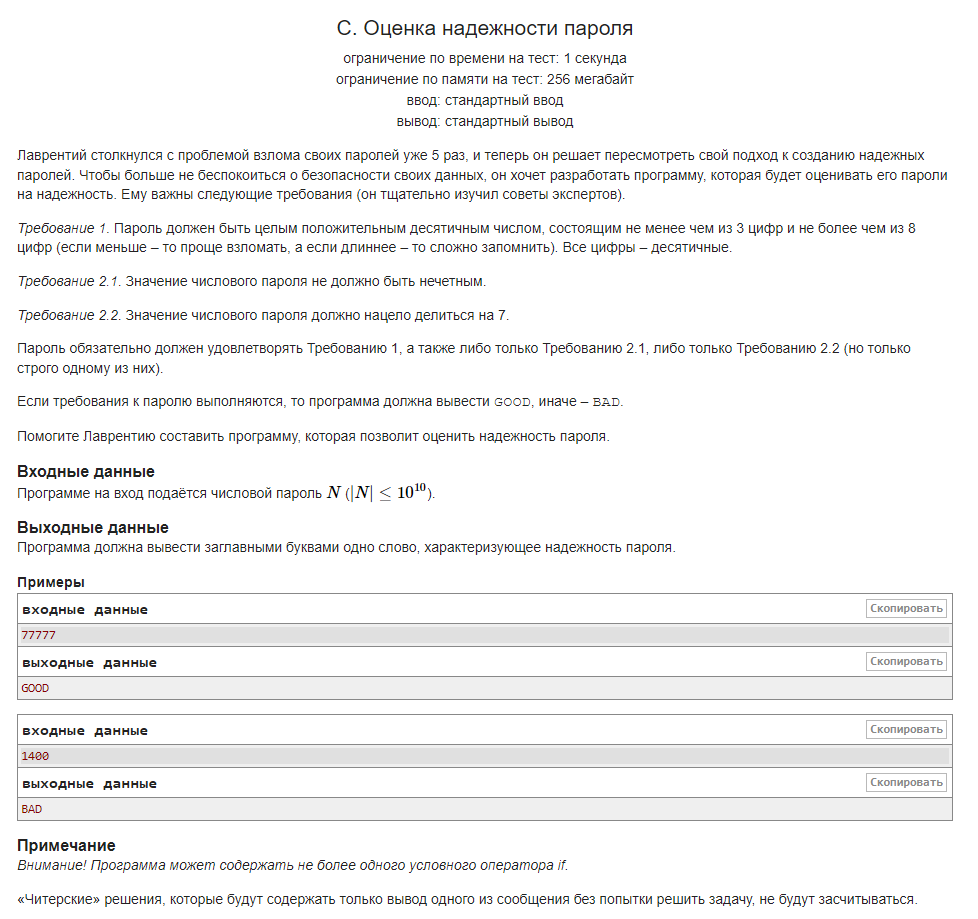 С. Оценка надежности пароля
ограничение по времени на тест: 1 секунда
ограничение по памяти на тест: 256 мегабайт
ввод: стандартный ввод
вывод: стандартный вывод
Лаврентий столкнулся с проблемой взлома своих паролей уже 5 раз, и теперь он решает пересмотреть свой подход к созданию надежных
паролей. Чтобы больше не беспокоиться о безопасности своих данных, он хочет разработать программу, которая будет оценивать его пароли
на надежность. Ему важны следующие требования (он тщательно изучил советы экспертов).
Требование 1. Пароль должен быть целым положительным десятичным числом, состоящим не менее чем из 3 цифр и не более чем из 8
цифр (если меньше – то проще взломать, а если длиннее – то сложно запомнить). Все цифры – десятичные.
Требование 2.1. Значение числового пароля не должно быть нечетным.
Требование 2.2. Значение числового пароля должно нацело делиться на 7.
Пароль обязательно должен удовлетворять Требованию 1, а также либо только Требованию 2.1, либо только Требованию 2.2 (но только
строго одному из них).
Если требования к паролю выполняются, то программа должна вывести GOOD, иначе – BAD.
Помогите Лаврентию составить программу, которая позволит оценить надежность пароля.
Входные данные
Программе на вход подаётся числовой пароль N (|N| ≤ 10¹⁰).
Выходные данные
Программа должна вывести заглавными буквами одно слово, характеризующее надежность пароля.
Примеры
входные данные Скопировать
77777
выходные данные Скопировать
GOOD
входные данные Скопировать
1400
выходные данные Скопировать
BAD
Примечание
Внимание! Программа может содержать не более одного условного оператора if.
«Читерские» решения, которые будут содержать только вывод одного из сообщения без попытки решить задачу, не будут засчитываться.